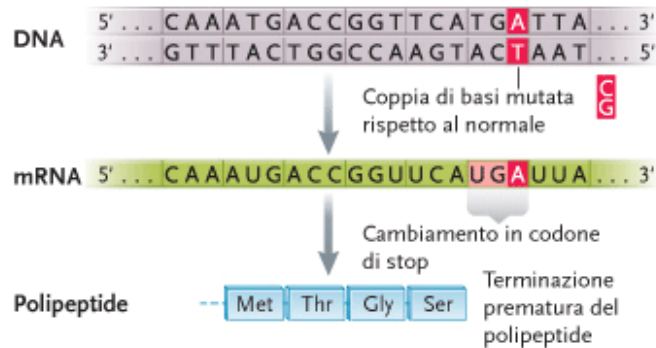 DNA
5' ... C A A A T G A C C G G T T C A T G A T T A ... 3'
3' ... G T T T A C T G G C C A A G T A C T A A T ... 5'
Coppia di basi mutata
rispetto al normale
C
G
mRNA
5' ... C A A A U G A C C G G U U C A U G A U U A ... 3'
Cambiamento in codone
di stop
Polipeptide
Met Thr Gly Ser
Terminazione
prematura del
polipeptide